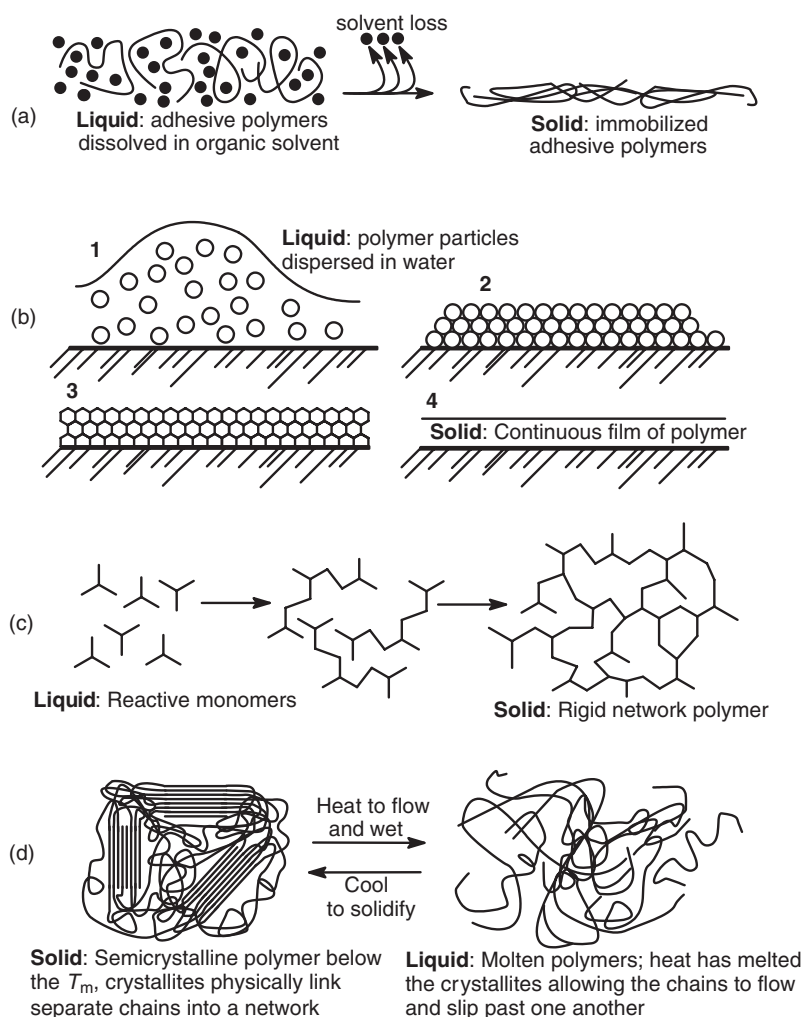 solvent loss
(a)
Liquid: adhesive polymers
dissolved in organic solvent
Solid: immobilized
adhesive polymers
(b)
1
Liquid: polymer particles
dispersed in water
2
3
4
Solid: Continuous film of polymer
(c)
Liquid: Reactive monomers
Solid: Rigid network polymer
(d)
Heat to flow
and wet
Cool
to solidify
Solid: Semicrystalline polymer below
the Tm, crystallites physically link
separate chains into a network
Liquid: Molten polymers; heat has melted
the crystallites allowing the chains to flow
and slip past one another